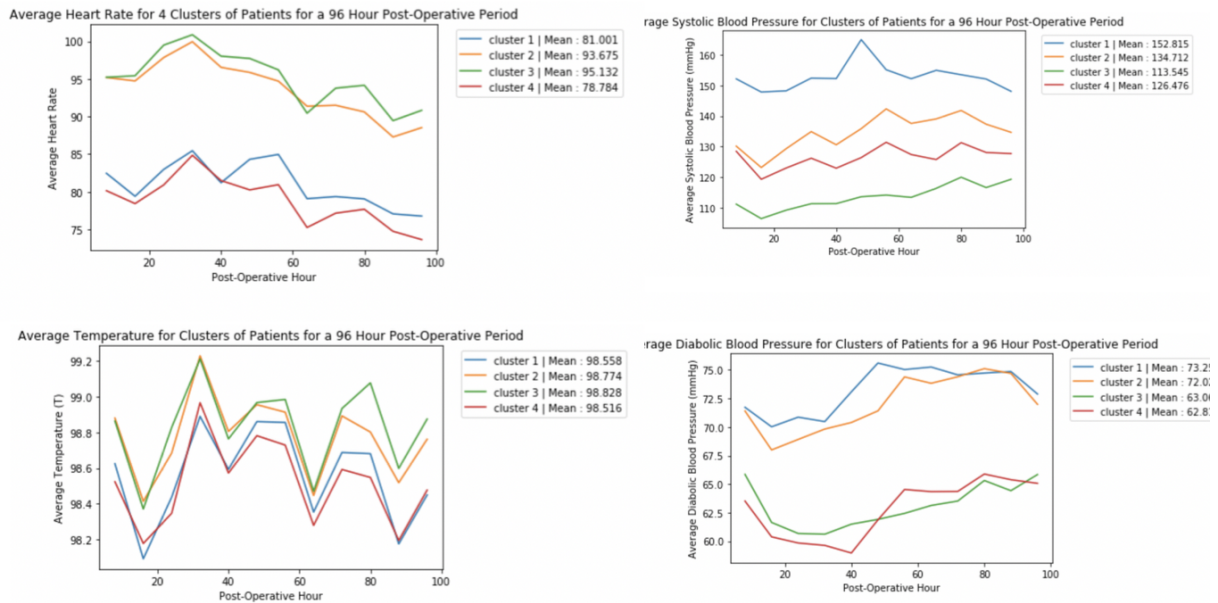 Average Heart Rate for 4 Clusters of Patients for a 96 Hour Post-Operative Period
cluster 1 | Mean : 81.001
cluster 2 | Mean : 93.675
cluster 3 | Mean : 95.132
cluster 4 | Mean : 78.784
Average Heart Rate
100
95
90
85
80
75
20
40
60
80
100
Post-Operative Hour
rage Systolic Blood Pressure for Clusters of Patients for a 96 Hour Post-Operative Period
cluster 1 | Mean : 152.815
cluster 2 | Mean : 134.712
cluster 3 | Mean : 113.545
cluster 4 | Mean : 126.476
Average Systolic Blood Pressure (mmHg)
160
150
140
130
120
110
20
40
60
80
100
Post-Operative Hour
Average Temperature for Clusters of Patients for a 96 Hour Post-Operative Period
cluster 1 | Mean : 98.558
cluster 2 | Mean : 98.774
cluster 3 | Mean : 98.828
cluster 4 | Mean : 98.516
Average Temperature (T)
99.2
99.0
98.8
98.6
98.4
98.2
20
40
60
80
100
Post-Operative Hour
rage Diabolic Blood Pressure for Clusters of Patients for a 96 Hour Post-Operative Period
cluster 1 | Mean :
cluster 2 | Mean :
cluster 3 | Mean :
cluster 4 | Mean :
Average Diabolic Blood Pressure (mmHg)
75.0
72.5
70.0
67.5
65.0
62.5
60.0
20
40
60
80
100
Post-Operative Hour